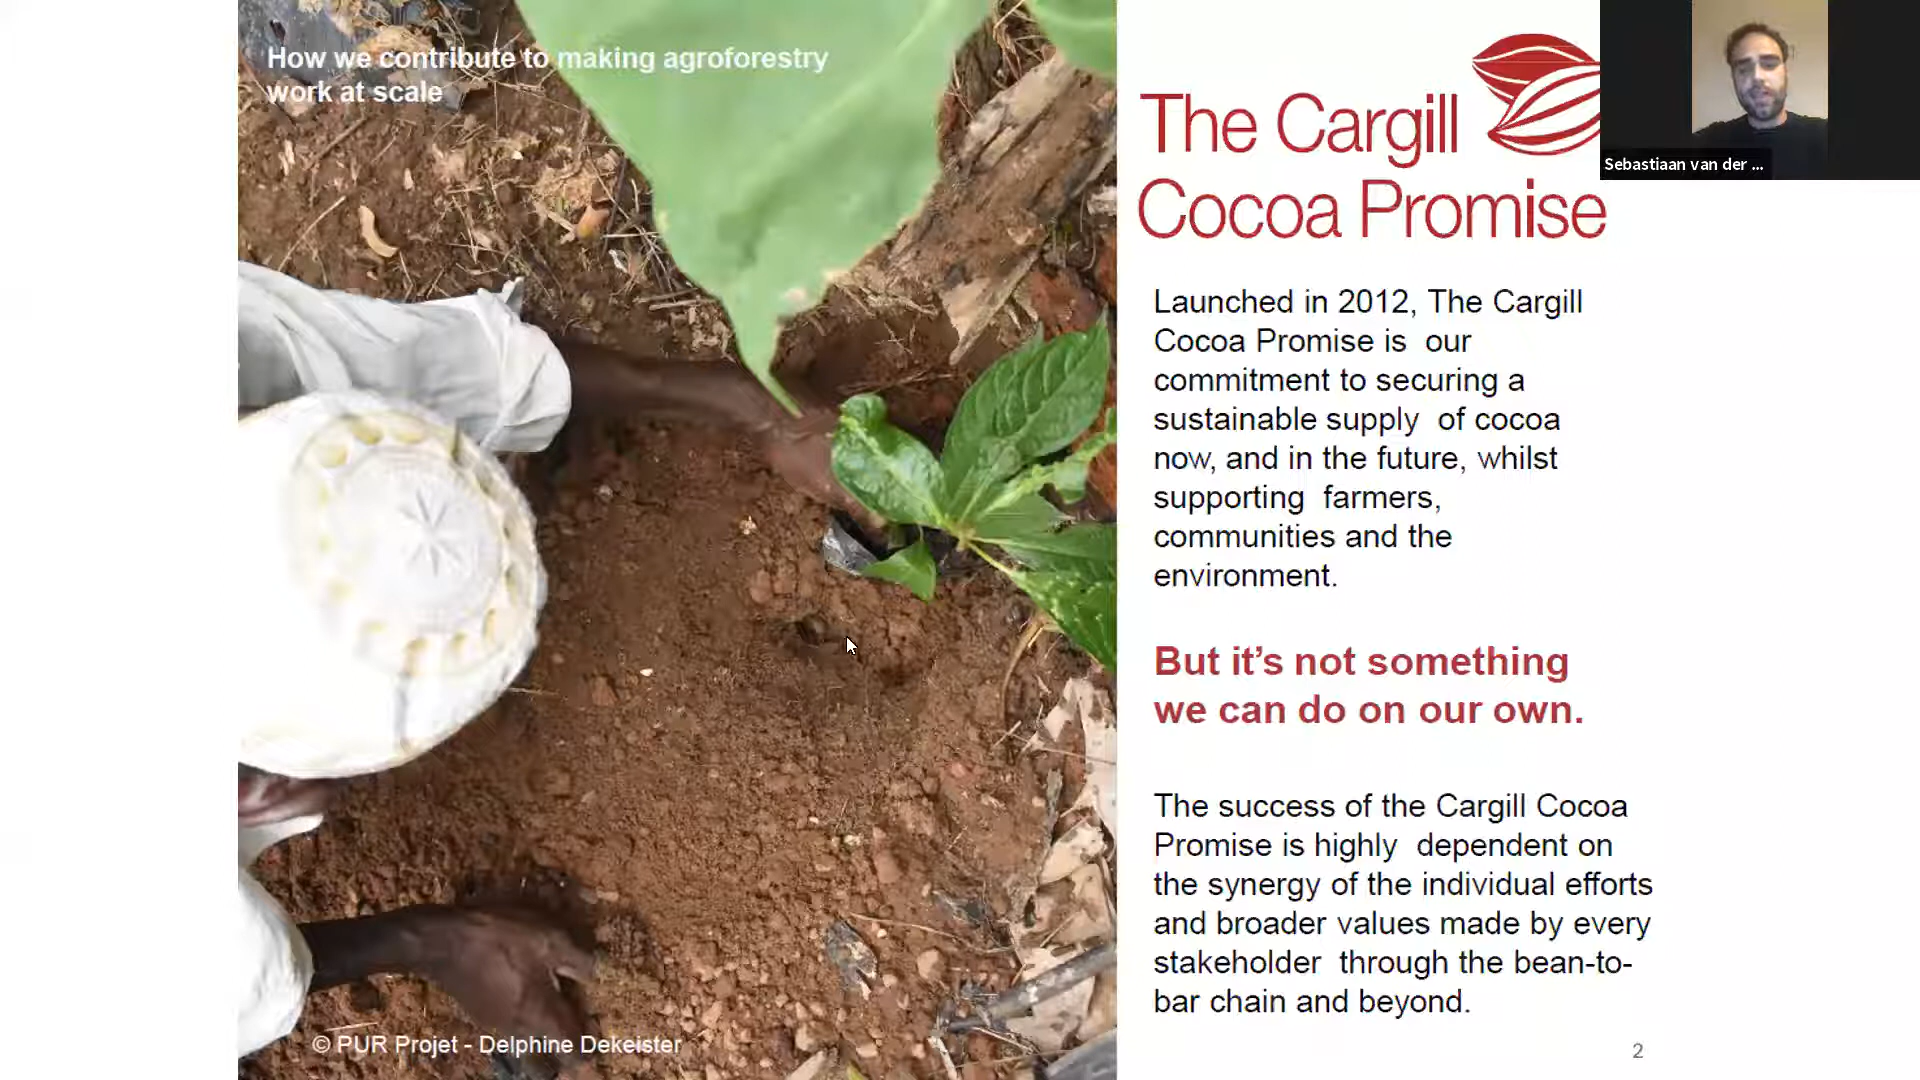 How we contribute to making agroforestry
work at scale
The Cargill
Cocoa Promise
Sebastiaan van der ...
Launched in 2012, The Cargill
Cocoa Promise is our
commitment to securing a
sustainable supply of cocoa
now, and in the future, whilst
supporting farmers,
communities and the
environment.
But it's not something
we can do on our own.
The success of the Cargill Cocoa
Promise is highly dependent on
the synergy of the individual efforts
and broader values made by every
stakeholder through the bean-to-
bar chain and beyond.
© PUR Projet - Delphine Dekeister
2